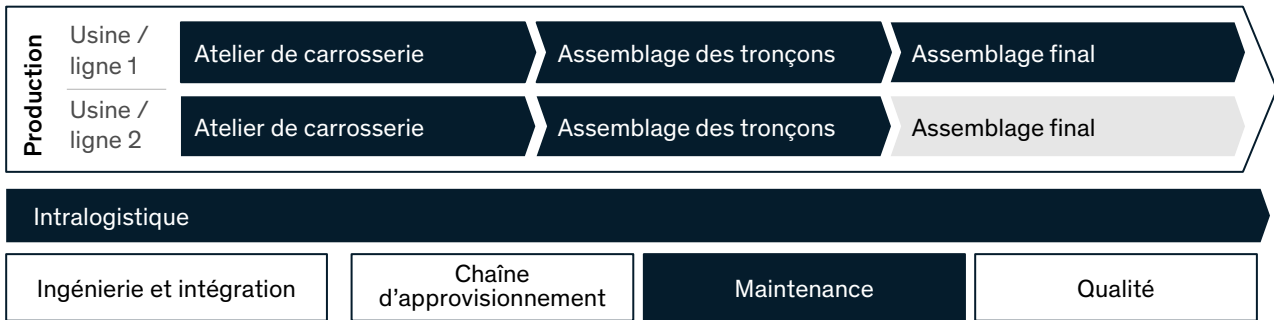 Production
Usine /
ligne 1
Atelier de carrosserie
Assemblage des tronçons
Assemblage final
Usine /
ligne 2
Atelier de carrosserie
Assemblage des tronçons
Assemblage final
Intralogistique
Ingénierie et intégration
Chaîne
d’approvisionnement
Maintenance
Qualité